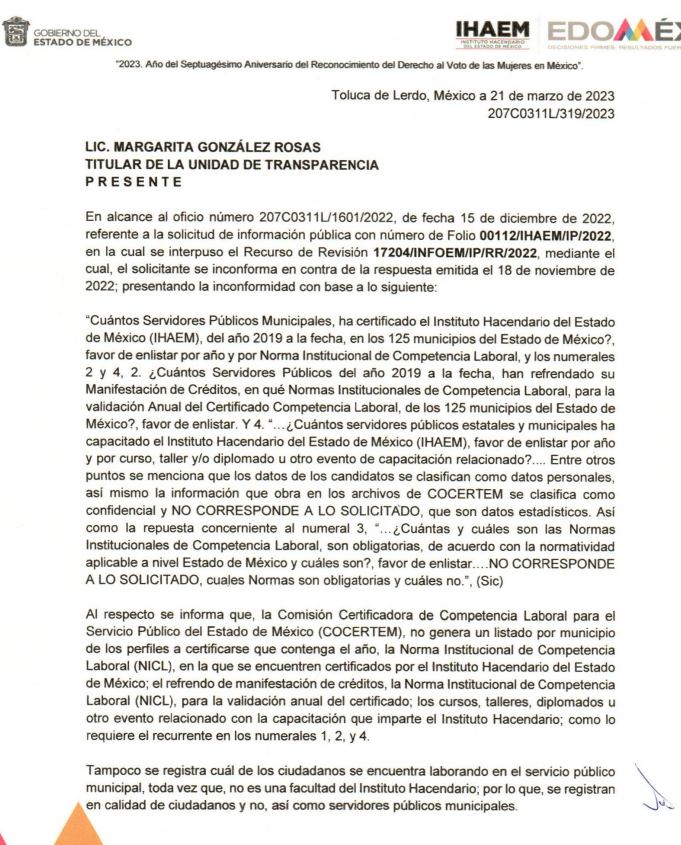 GOBIERNO DEL
ESTADO DE MÉXICO
IHAEM
INSTITUTO HACENDARIO
DEL ESTADO DE MÉXICO
EDOMÉX
DECISIONES FIRMES, RESULTADOS FUER
"2023. Año del Septuagésimo Aniversario del Reconocimiento del Derecho al Voto de las Mujeres en México".
Toluca de Lerdo, México a 21 de marzo de 2023
207C0311L/319/2023
LIC. MARGARITA GONZÁLEZ ROSAS
TITULAR DE LA UNIDAD DE TRANSPARENCIA
P R E S E N T E
En alcance al oficio número 207C0311L/1601/2022, de fecha 15 de diciembre de 2022,
referente a la solicitud de información pública con número de Folio 00112/IHAEM/IP/2022,
en la cual se interpuso el Recurso de Revisión 17204/INFOEM/IP/RR/2022, mediante el
cual, el solicitante se inconforma en contra de la respuesta emitida el 18 de noviembre de
2022; presentando la inconformidad con base a lo siguiente:
"Cuántos Servidores Públicos Municipales, ha certificado el Instituto Hacendario del Estado
de México (IHAEM), del año 2019 a la fecha, en los 125 municipios del Estado de México?,
favor de enlistar por año y por Norma Institucional de Competencia Laboral, y los numerales
2 y 4, 2. ¿Cuántos Servidores Públicos del año 2019 a la fecha, han refrendado su
Manifestación de Créditos, en qué Normas Institucionales de Competencia Laboral, para la
validación Anual del Certificado Competencia Laboral, de los 125 municipios del Estado de
México?, favor de enlistar. Y 4. "…¿Cuántos servidores públicos estatales y municipales ha
capacitado el Instituto Hacendario del Estado de México (IHAEM), favor de enlistar por año
y por curso, taller y/o diplomado u otro evento de capacitación relacionado?.... Entre otros
puntos se menciona que los datos de los candidatos se clasifican como datos personales,
así mismo la información que obra en los archivos de COCERTEM se clasifica como
confidencial y NO CORRESPONDE A LO SOLICITADO, que son datos estadísticos. Así
como la repuesta concerniente al numeral 3, "…¿Cuántas y cuáles son las Normas
Institucionales de Competencia Laboral, son obligatorias, de acuerdo con la normatividad
aplicable a nivel Estado de México y cuáles son?, favor de enlistar….NO CORRESPONDE
A LO SOLICITADO, cuales Normas son obligatorias y cuáles no.", (Sic)
Al respecto se informa que, la Comisión Certificadora de Competencia Laboral para el
Servicio Público del Estado de México (COCERTEM), no genera un listado por municipio
de los perfiles a certificarse que contenga el año, la Norma Institucional de Competencia
Laboral (NICL), en la que se encuentren certificados por el Instituto Hacendario del Estado
de México; el refrendo de manifestación de créditos, la Norma Institucional de Competencia
Laboral (NICL), para la validación anual del certificado; los cursos, talleres, diplomados u
otro evento relacionado con la capacitación que imparte el Instituto Hacendario; como lo
requiere el recurrente en los numerales 1, 2, y 4.
Tampoco se registra cuál de los ciudadanos se encuentra laborando en el servicio público
municipal, toda vez que, no es una facultad del Instituto Hacendario; por lo que, se registran
en calidad de ciudadanos y no, así como servidores públicos municipales.